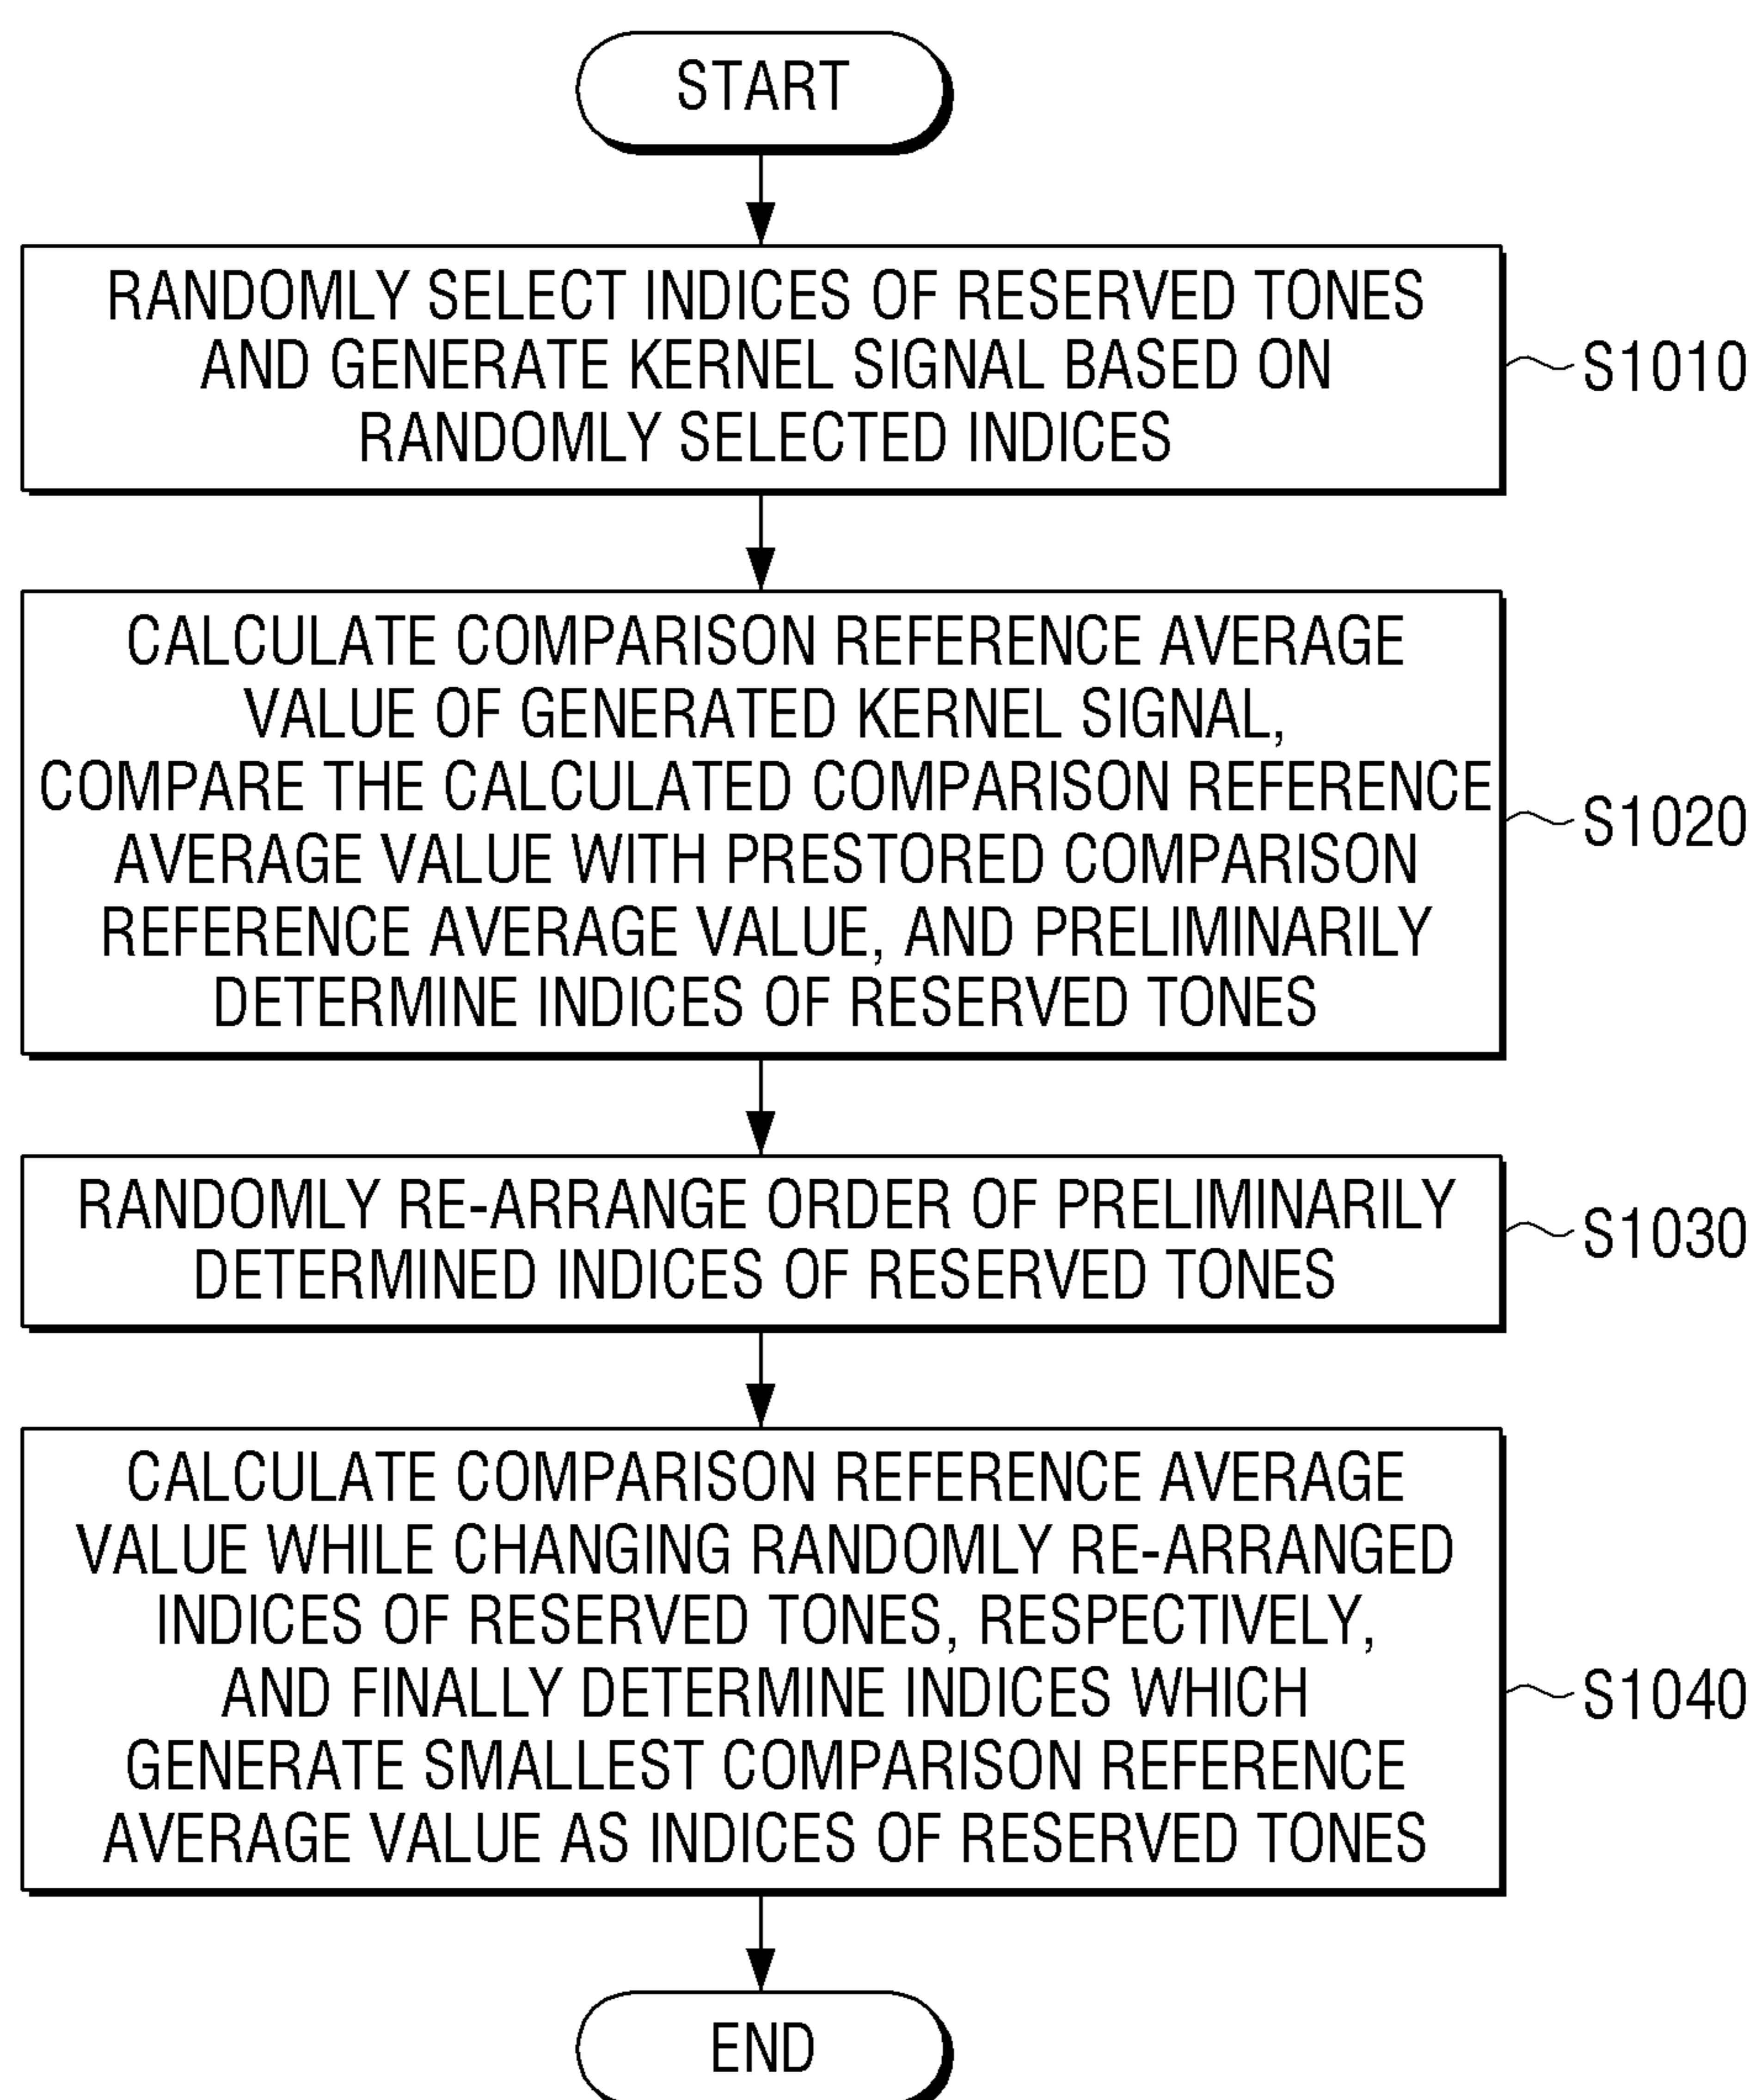 START
RANDOMLY SELECT INDICES OF RESERVED TONES
AND GENERATE KERNEL SIGNAL BASED ON
RANDOMLY SELECTED INDICES
S1010
CALCULATE COMPARISON REFERENCE AVERAGE
VALUE OF GENERATED KERNEL SIGNAL,
COMPARE THE CALCULATED COMPARISON REFERENCE
AVERAGE VALUE WITH PRESTORED COMPARISON
REFERENCE AVERAGE VALUE, AND PRELIMINARILY
DETERMINE INDICES OF RESERVED TONES
S1020
RANDOMLY RE-ARRANGE ORDER OF PRELIMINARILY
DETERMINED INDICES OF RESERVED TONES
S1030
CALCULATE COMPARISON REFERENCE AVERAGE
VALUE WHILE CHANGING RANDOMLY RE-ARRANGED
INDICES OF RESERVED TONES, RESPECTIVELY,
AND FINALLY DETERMINE INDICES WHICH
GENERATE SMALLEST COMPARISON REFERENCE
AVERAGE VALUE AS INDICES OF RESERVED TONES
S1040
END